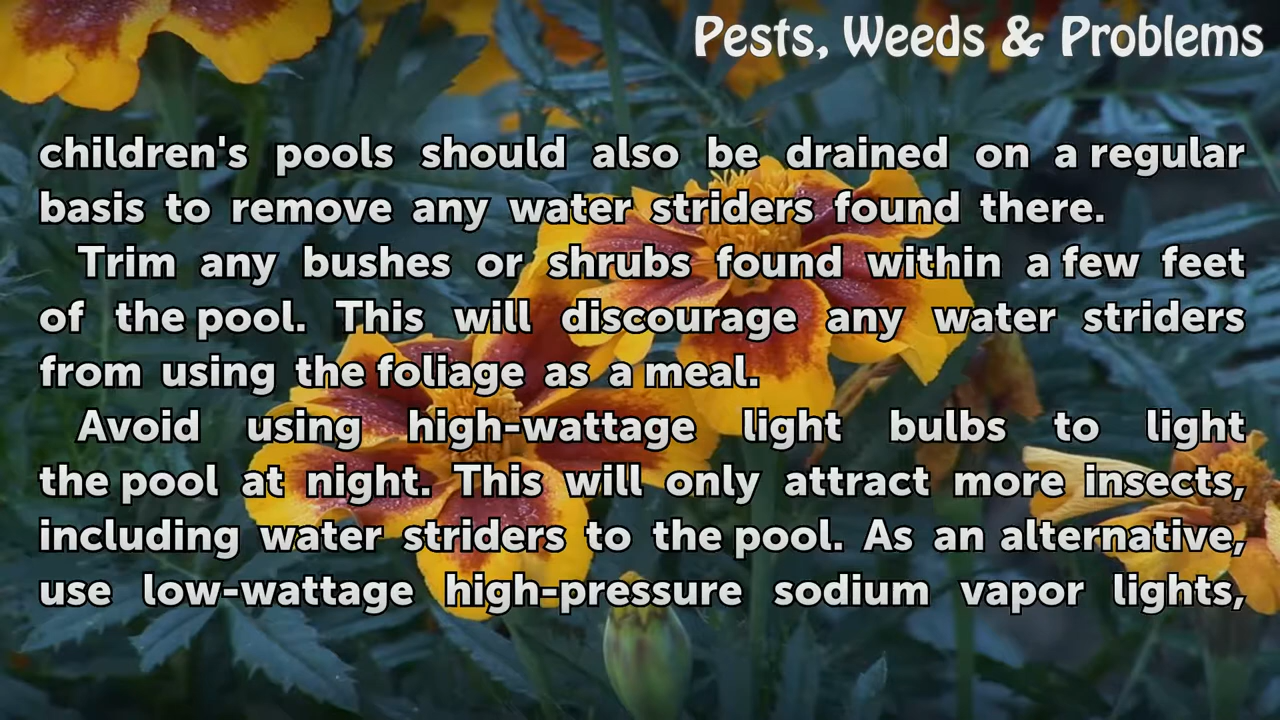 Pests, Weeds & Problems
children's pools should also be drained on a regular
basis to remove any water striders found there.
Trim any bushes or shrubs found within a few feet
of the pool. This will discourage any water striders
from using the foliage as a meal.
Avoid using high-wattage light bulbs to light
the pool at night. This will only attract more insects,
including water striders to the pool. As an alternative,
use low-wattage high-pressure sodium vapor lights,